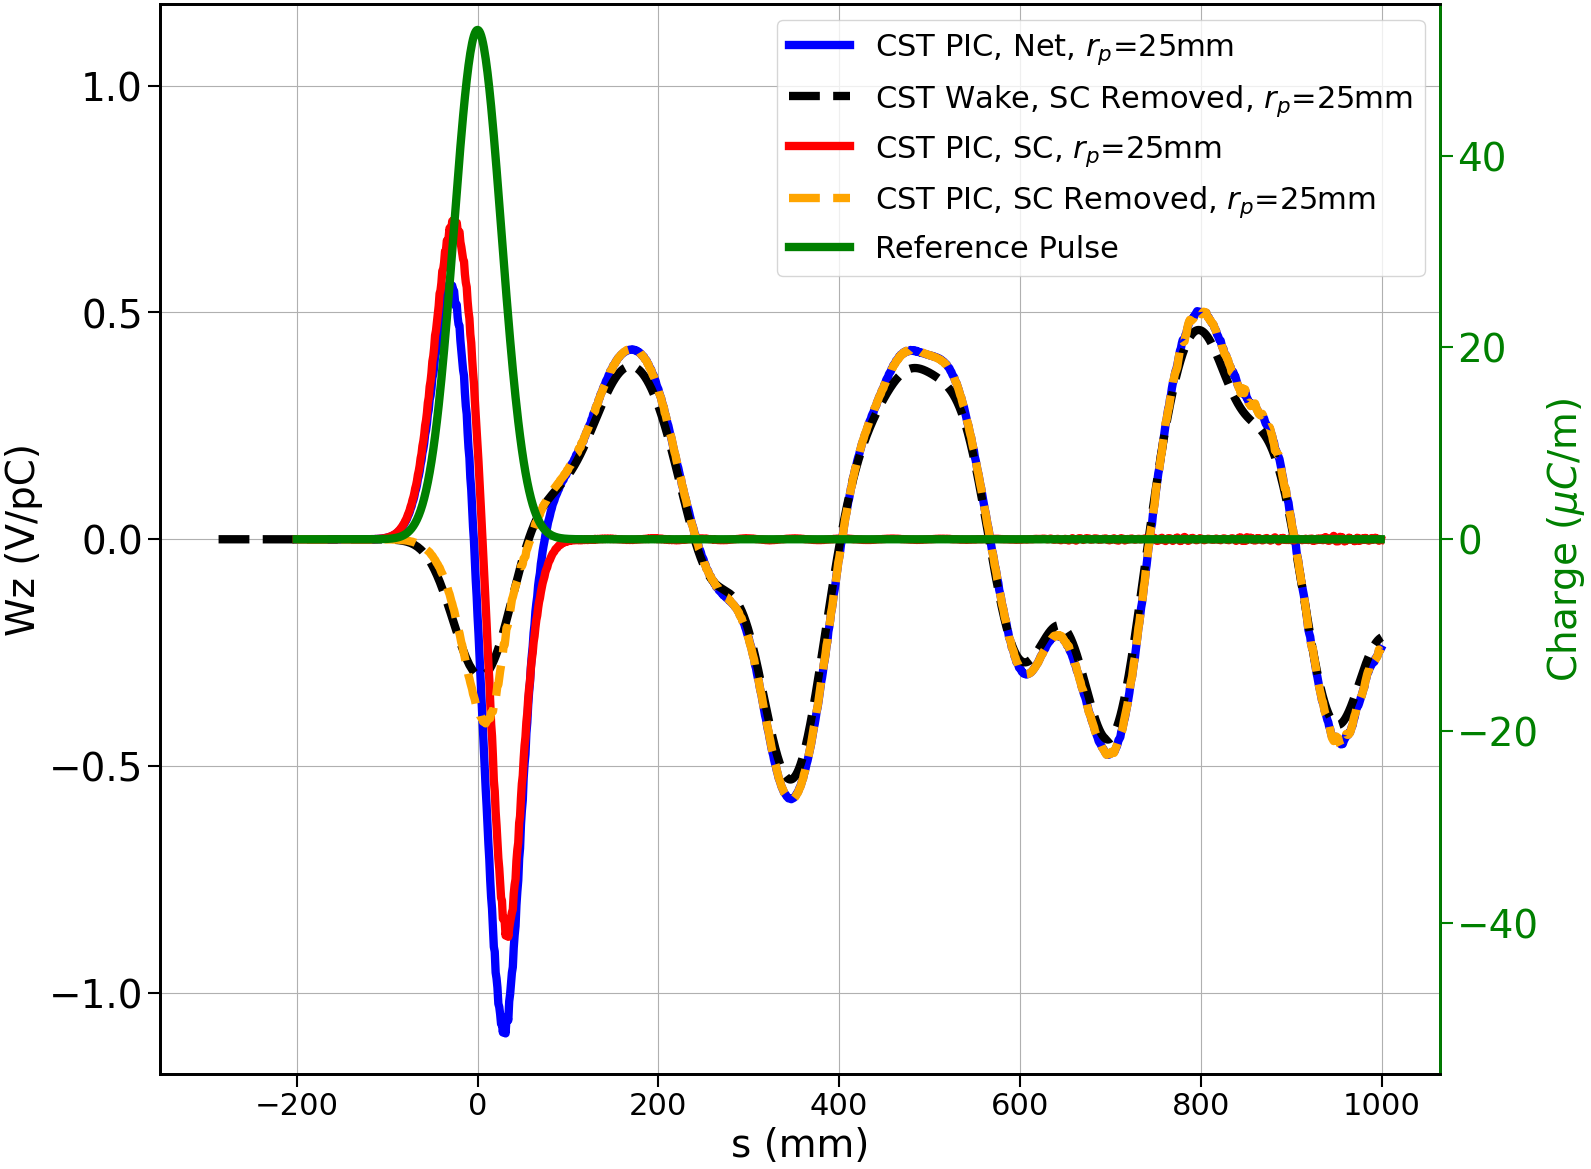 CST PIC, Net, r_p=25mm
CST Wake, SC Removed, r_p=25mm
CST PIC, SC, r_p=25mm
CST PIC, SC Removed, r_p=25mm
Reference Pulse
Wz (V/pC)
1.0
0.5
0.0
−0.5
−1.0
−200
0
200
400
600
800
1000
s (mm)
40
20
0
−20
−40
Charge (μC/m)